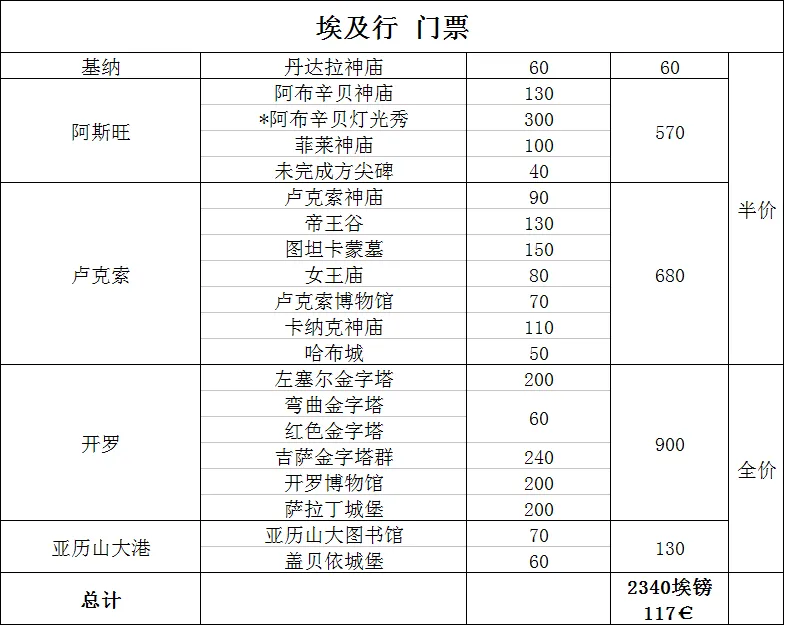 埃及行 门票
基纳 丹达拉神庙 60 60
阿布辛贝神庙 130
*阿布辛贝灯光秀 300
阿斯旺 570
菲莱神庙 100
未完成方尖碑 40
卢克索神庙 90
半价
帝王谷 130
图坦卡蒙墓 150
卢克索 女王庙 80 680
卢克索博物馆 70
卡纳克神庙 110
哈布城 50
左塞尔金字塔 200
弯曲金字塔
60
红色金字塔
开罗 900
吉萨金字塔群 240
全价
开罗博物馆 200
萨拉丁城堡 200
亚历山大图书馆 70
亚历山大港 130
盖贝依城堡 60
总计 2340埃镑
117€